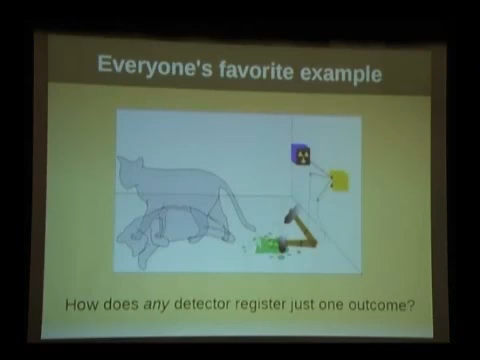 Everyone's favorite example
How does any detector register just one outcome?